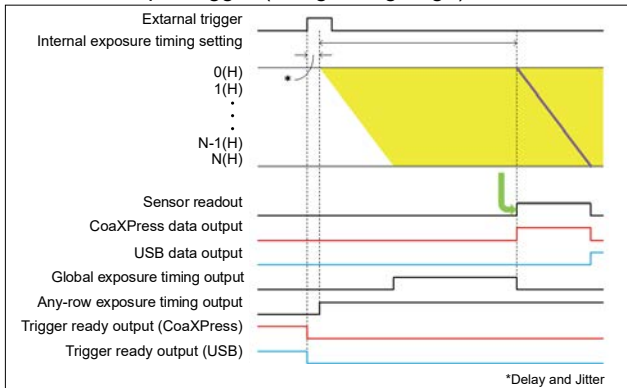 Extarnal trigger
Internal exposure timing setting
*
0(H)
1(H)
•
•
•
N-1(H)
N(H)
Sensor readout
CoaXPress data output
USB data output
Global exposure timing output
Any-row exposure timing output
Trigger ready output (CoaXPress)
Trigger ready output (USB)
*Delay and Jitter